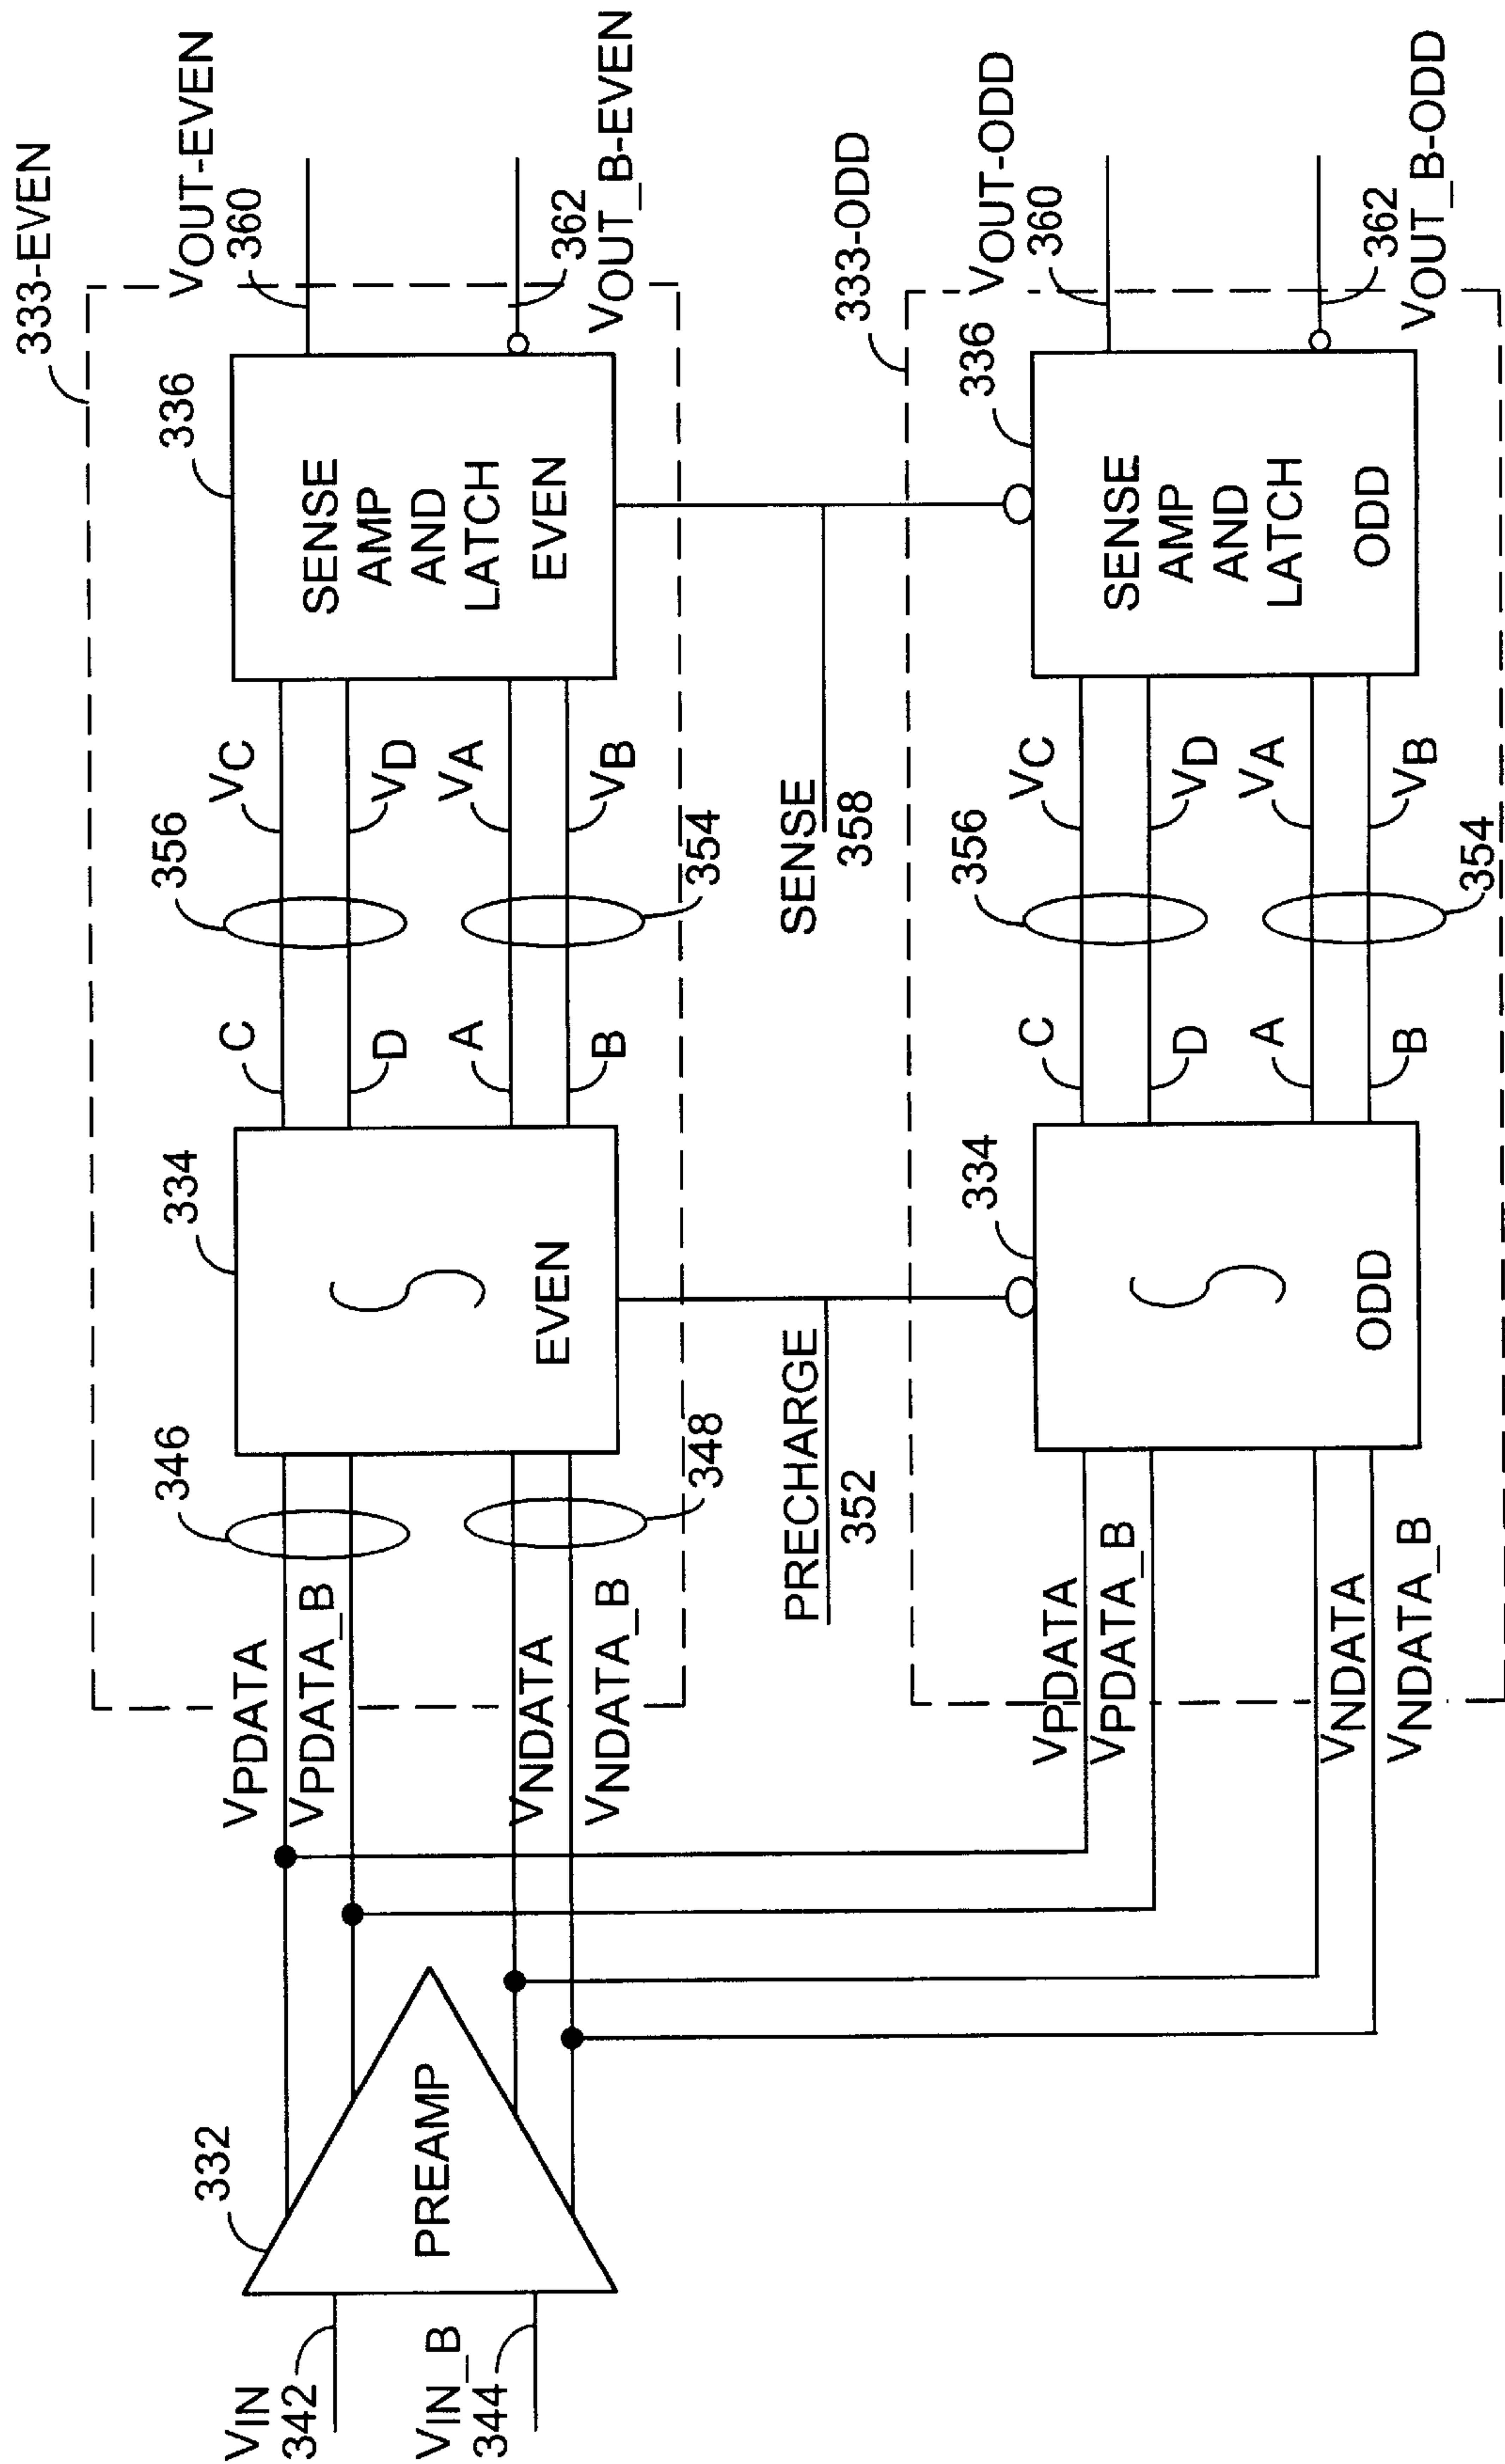 333-EVEN
VOUT-EVEN
360
362
VOUT_B-EVEN
336
SENSE
AMP
AND
LATCH
EVEN
356
VC
VD
VA
VB
354
C
D
A
B
334
EVEN
346
348
VPDATA
VPDATA_B
VNDATA
VNDATA_B
332
PREAMP
VIN
342
VIN_B
344
SENSE
358
PRECHARGE
352
333-ODD
VOUT-ODD
360
362
VOUT_B-ODD
336
SENSE
AMP
AND
LATCH
ODD
356
VC
VD
VA
VB
354
C
D
A
B
334
ODD
VPDATA
VPDATA_B
VNDATA
VNDATA_B